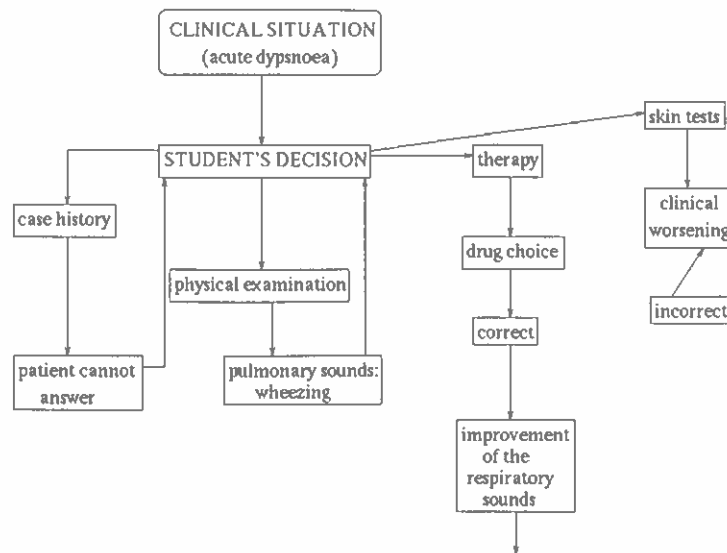 CLINICAL SITUATION
(acute dypsnoea)
STUDENT'S DECISION
skin tests
therapy
case history
clinical
worsening
drug choice
physical examination
incorrect
correct
patient cannot
answer
pulmonary sounds:
wheezing
improvement
of the
respiratory
sounds